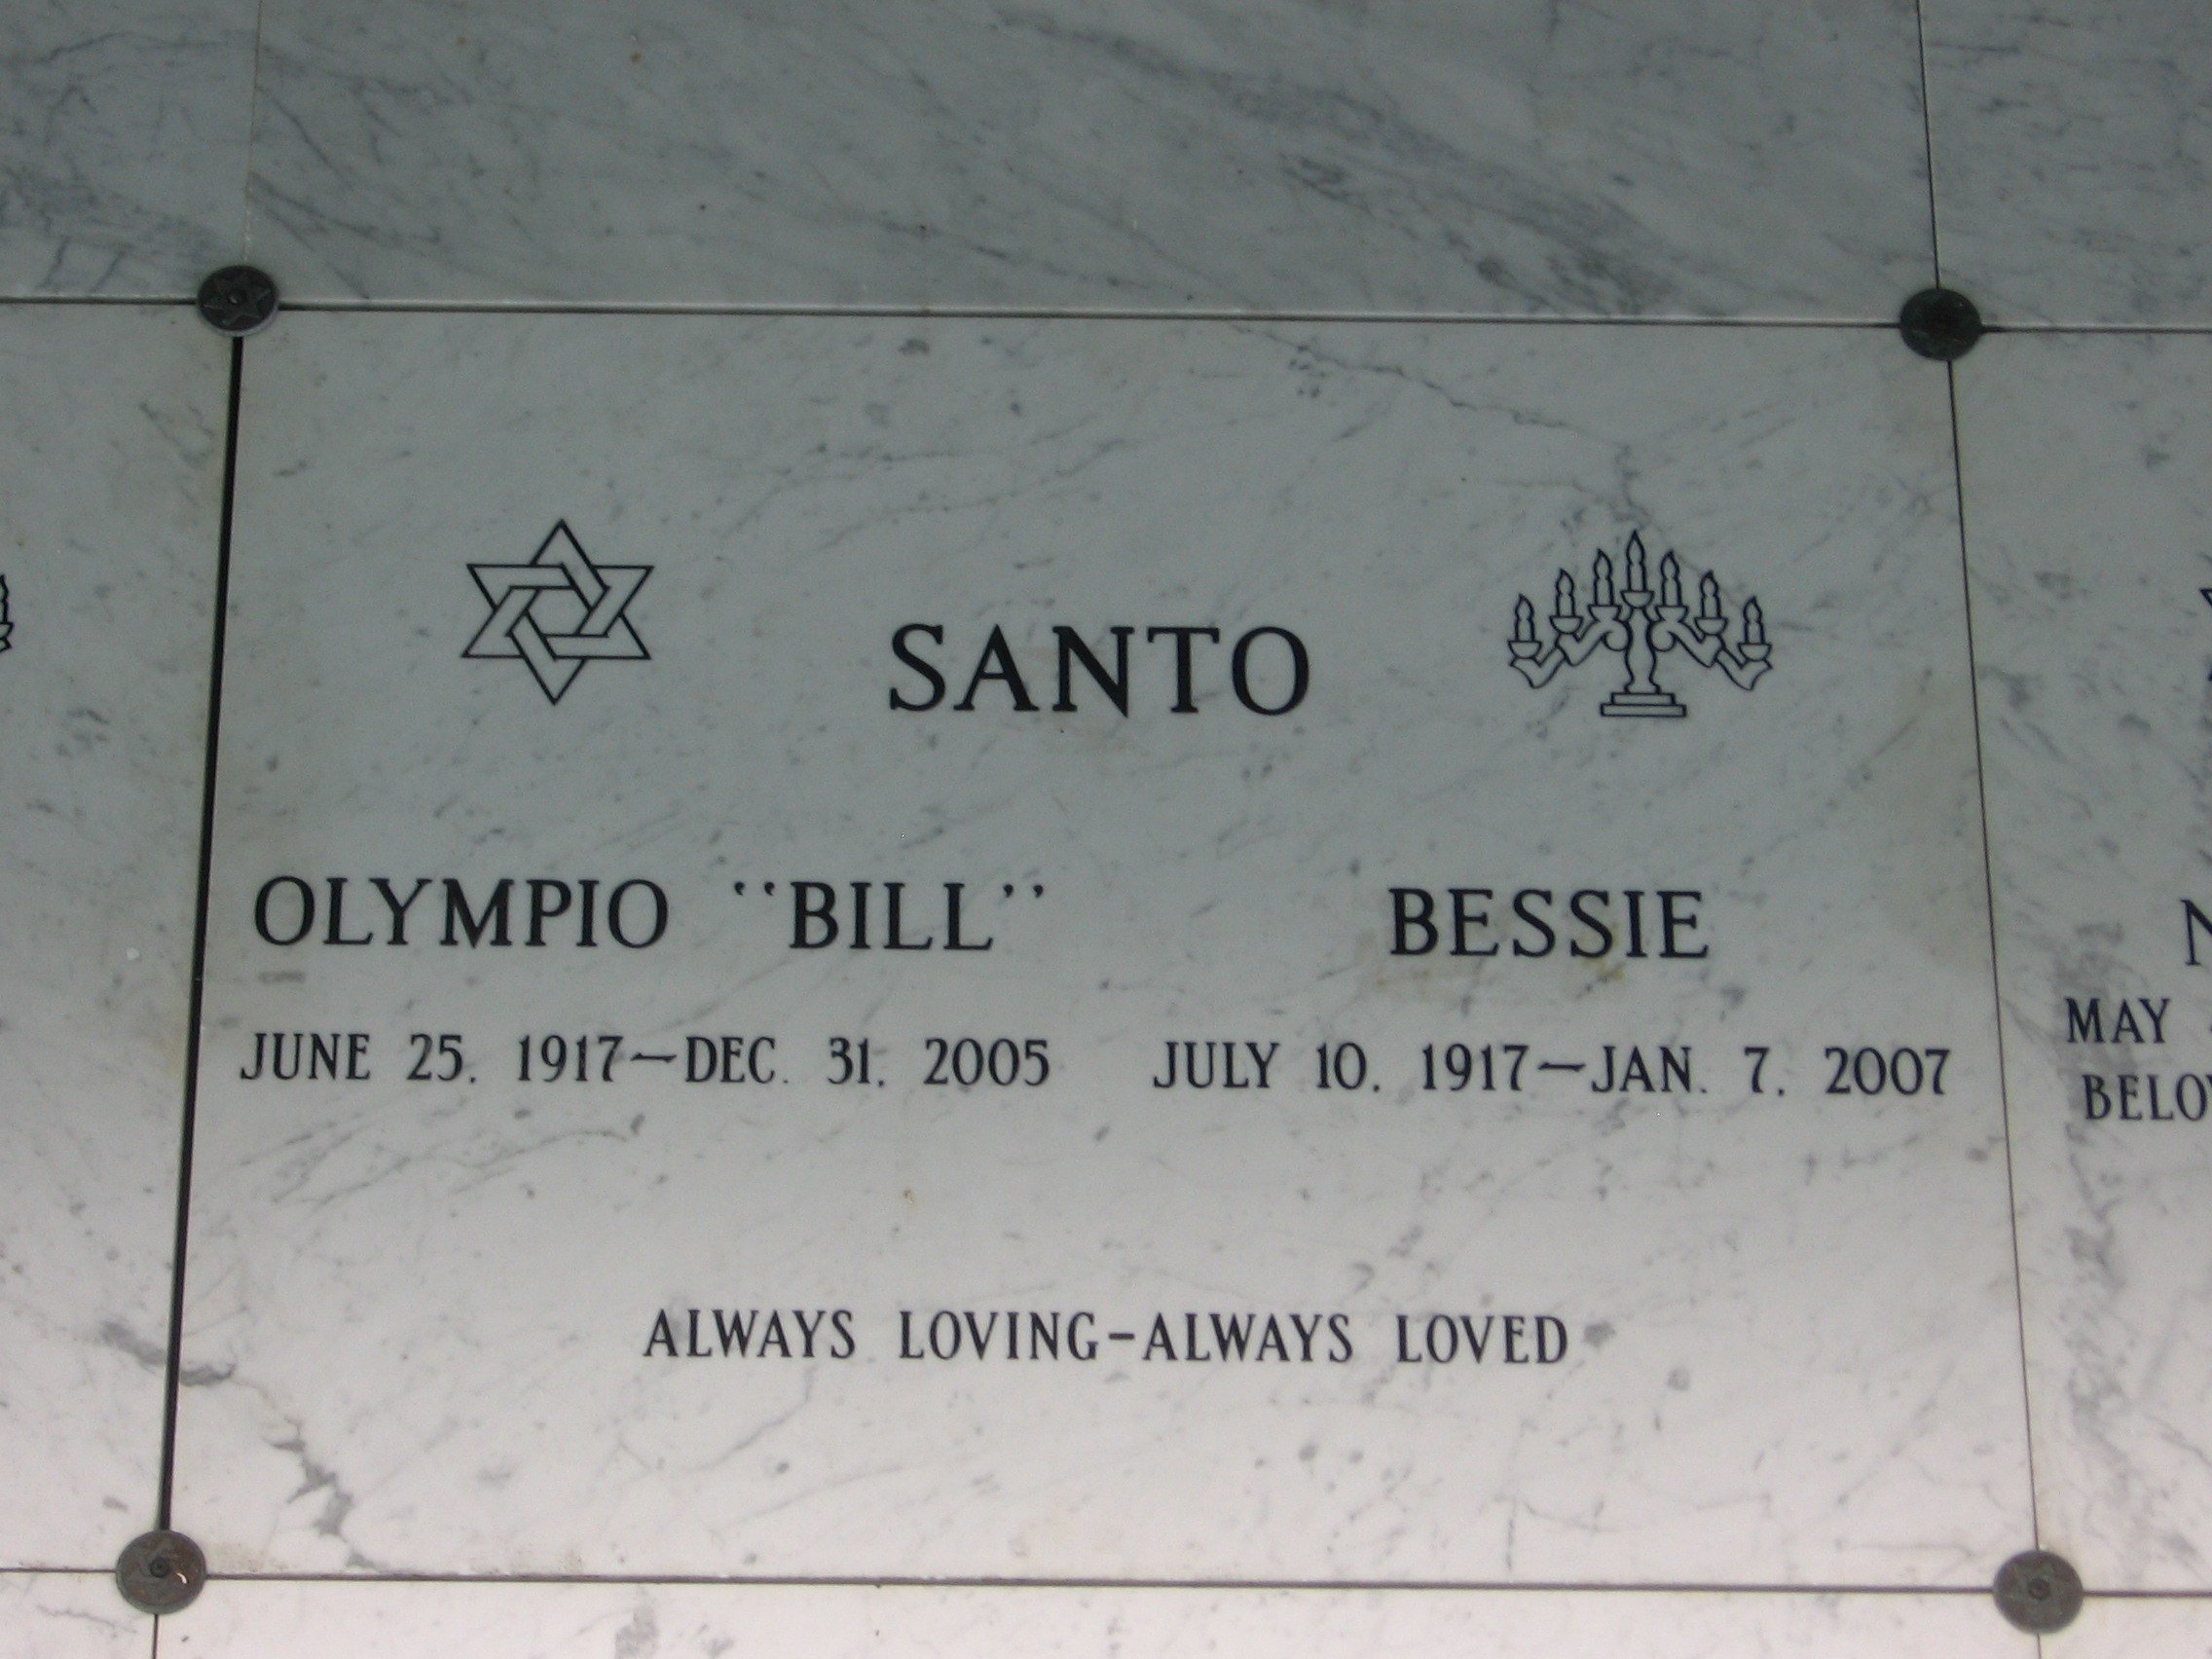 SANTO
OLYMPIO "BILL" BESSIE
JUNE 25, 1917–DEC. 31, 2005 JULY 10, 1917–JAN. 7, 2007
ALWAYS LOVING–ALWAYS LOVED
MAY